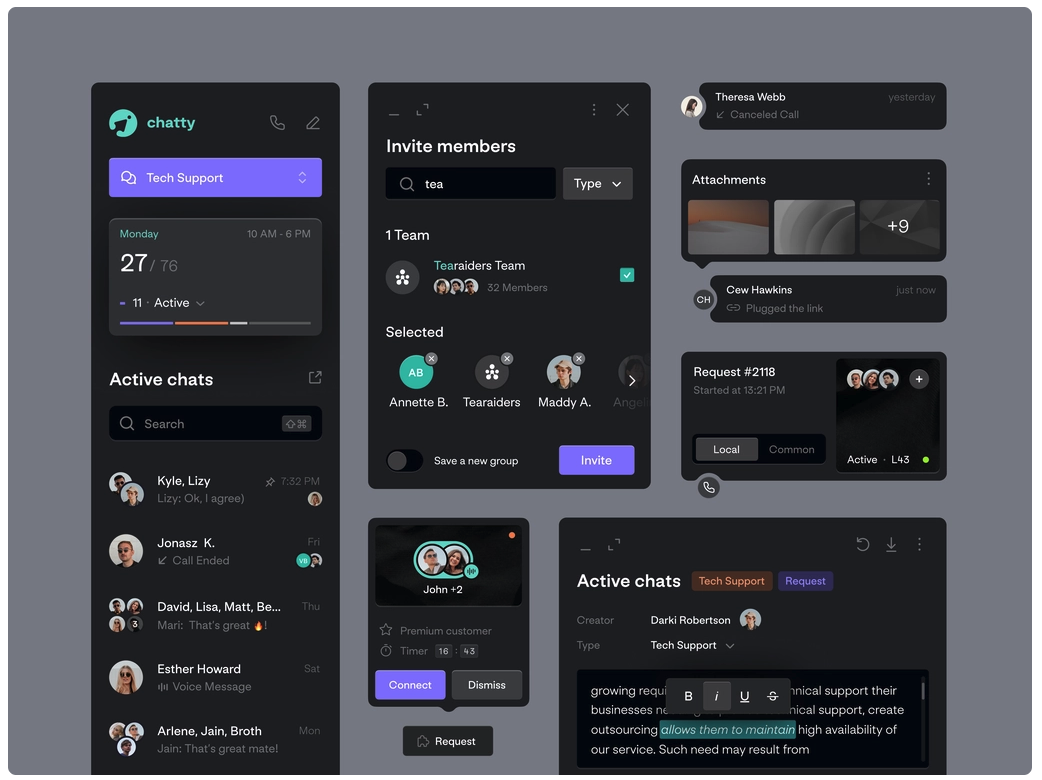 chatty
Tech Support
Monday
10 AM - 6 PM
27 / 76
11 · Active
Active chats
Search
Kyle, Lizy
7:32 PM
Lizy: Ok, I agree)
Jonasz K.
Fri
Call Ended
VB
David, Lisa, Matt, Be...
Thu
3
Mari: That's great 🔥!
Esther Howard
Sat
Voice Message
Arlene, Jain, Broth
Mon
Jain: That's great mate!
Invite members
tea
Type
1 Team
Tearaiders Team
32 Members
Selected
AB
Annette B.
Tearaiders
Maddy A.
Save a new group
Invite
John +2
Premium customer
Timer 16 : 43
Connect
Dismiss
Request
Theresa Webb
yesterday
Canceled Call
Attachments
+9
CH
Cew Hawkins
just now
Plugged the link
Request #2118
Started at 13:21 PM
Local
Common
Active · L43
Active chats
Tech Support
Request
Creator
Darki Robertson
Type
Tech Support
B i U S
growing requi nnical support their
businesses ne nical support, create
outsourcing allows them to maintain high availability of
our service. Such need may result from